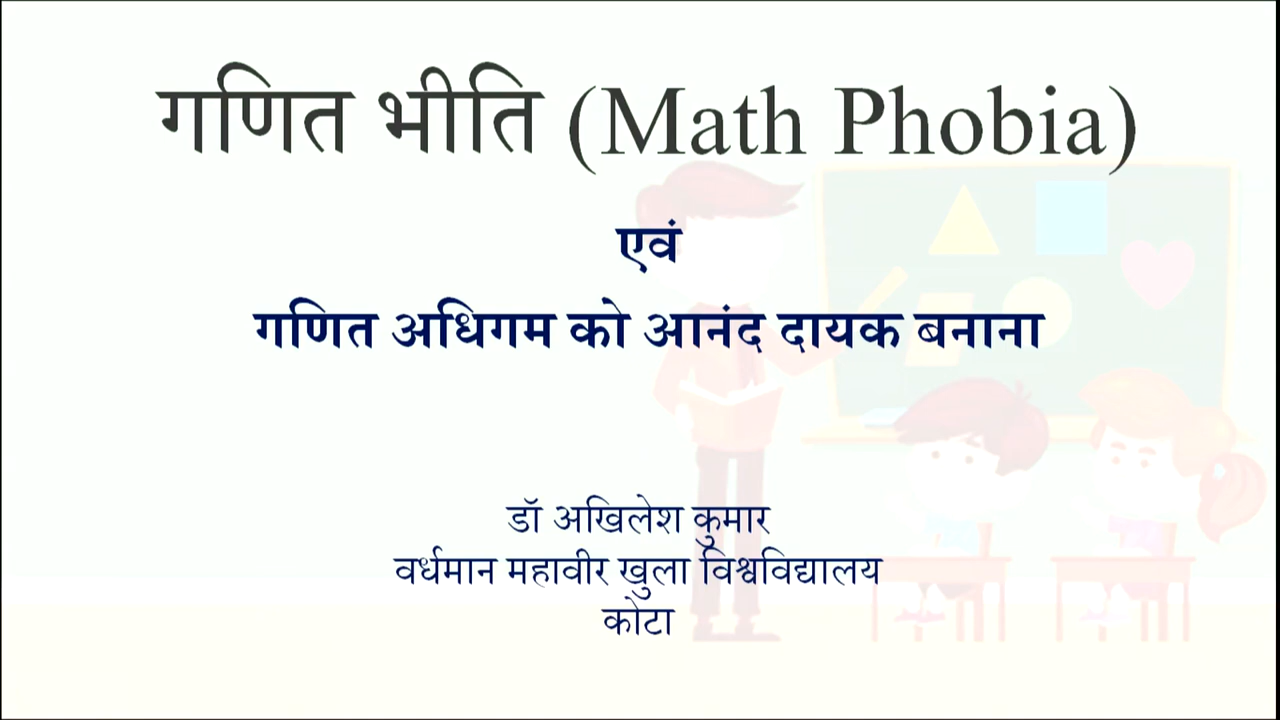 गणित भीति (Math Phobia)
एवं
गणित अधिगम को आनंद दायक बनाना
डॉ अखिलेश कुमार
वर्धमान महावीर खुला विश्वविद्यालय
कोटा